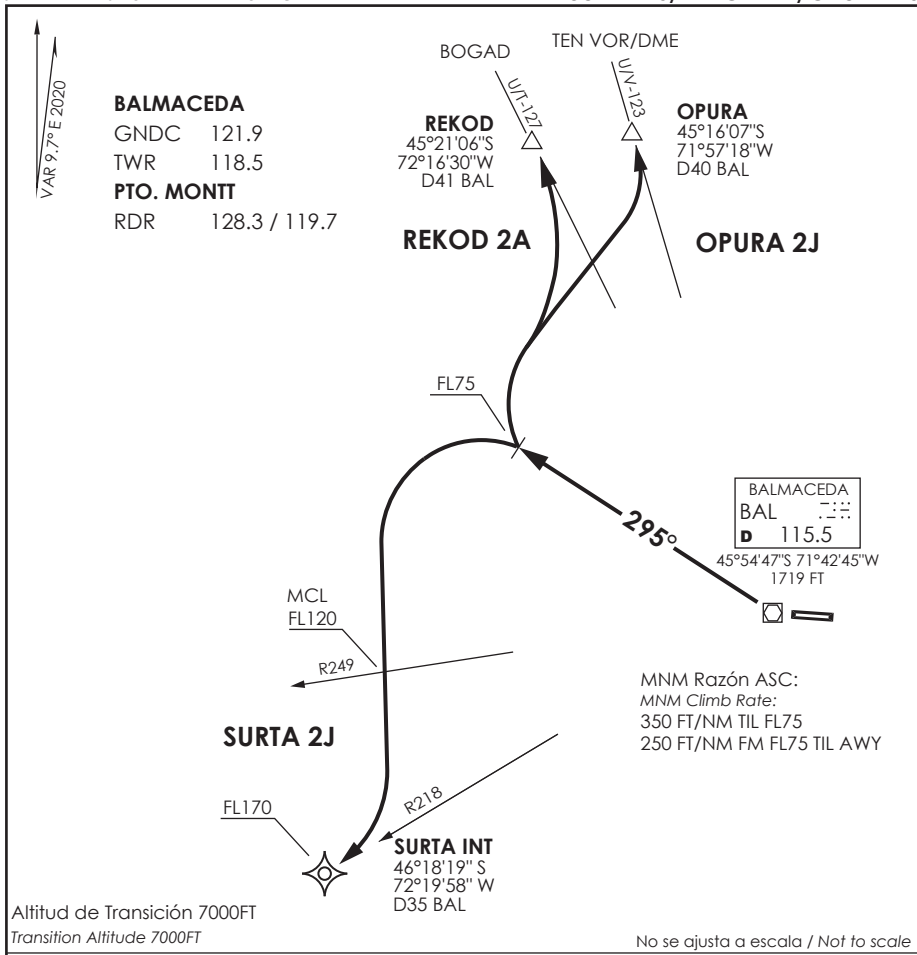 VAR 9.7° E 2020
BALMACEDA
GNDC 121.9
TWR 118.5
PTO. MONTT
RDR 128.3 / 119.7
BOGAD
U/T-127
REKOD
45°21'06"S
72°16'30"W
D41 BAL
TEN VOR/DME
U/V-123
OPURA
45°16'07"S
71°57'18"W
D40 BAL
REKOD 2A
OPURA 2J
FL75
295°
BALMACEDA
BAL
D 115.5
45°54'47"S 71°42'45"W
1719 FT
MCL
FL120
R249
MNM Razón ASC:
MNM Climb Rate:
350 FT/NM TIL FL75
250 FT/NM FM FL75 TIL AWY
SURTA 2J
R218
FL170
SURTA INT
46°18'19" S
72°19'58" W
D35 BAL
Altitud de Transición 7000FT
Transition Altitude 7000FT
No se ajusta a escala / Not to scale